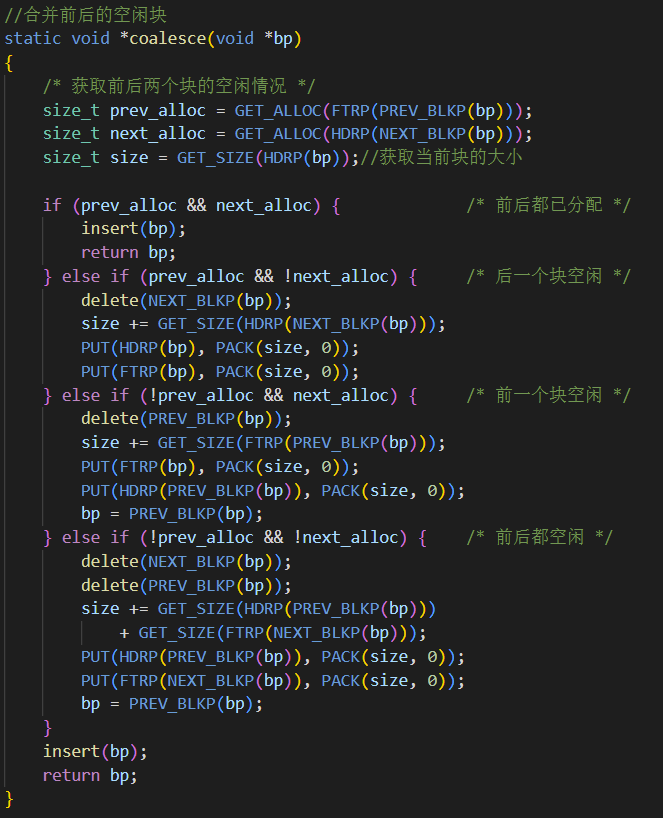 //合并前后的空闲块
static void *coalesce(void *bp)
{
    /* 获取前后两个块的空闲情况 */
    size_t prev_alloc = GET_ALLOC(FTRP(PREV_BLKP(bp)));
    size_t next_alloc = GET_ALLOC(HDRP(NEXT_BLKP(bp)));
    size_t size = GET_SIZE(HDRP(bp));//获取当前块的大小

    if (prev_alloc && next_alloc) {             /* 前后都已分配 */
        insert(bp);
        return bp;
    } else if (prev_alloc && !next_alloc) {     /* 后一个块空闲 */
        delete(NEXT_BLKP(bp));
        size += GET_SIZE(HDRP(NEXT_BLKP(bp)));
        PUT(HDRP(bp), PACK(size, 0));
        PUT(FTRP(bp), PACK(size, 0));
    } else if (!prev_alloc && next_alloc) {     /* 前一个块空闲 */
        delete(PREV_BLKP(bp));
        size += GET_SIZE(FTRP(PREV_BLKP(bp)));
        PUT(FTRP(bp), PACK(size, 0));
        PUT(HDRP(PREV_BLKP(bp)), PACK(size, 0));
        bp = PREV_BLKP(bp);
    } else if (!prev_alloc && !next_alloc) {    /* 前后都空闲 */
        delete(NEXT_BLKP(bp));
        delete(PREV_BLKP(bp));
        size += GET_SIZE(HDRP(PREV_BLKP(bp)))
            + GET_SIZE(FTRP(NEXT_BLKP(bp)));
        PUT(HDRP(PREV_BLKP(bp)), PACK(size, 0));
        PUT(FTRP(NEXT_BLKP(bp)), PACK(size, 0));
        bp = PREV_BLKP(bp);
    }
    insert(bp);
    return bp;
}